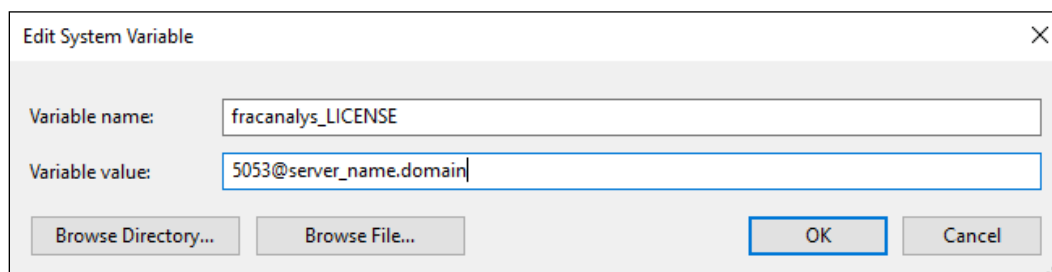 Edit System Variable
Variable name: fracanalys_LICENSE
Variable value: 5053@server_name.domain
Browse Directory... Browse File... OK Cancel